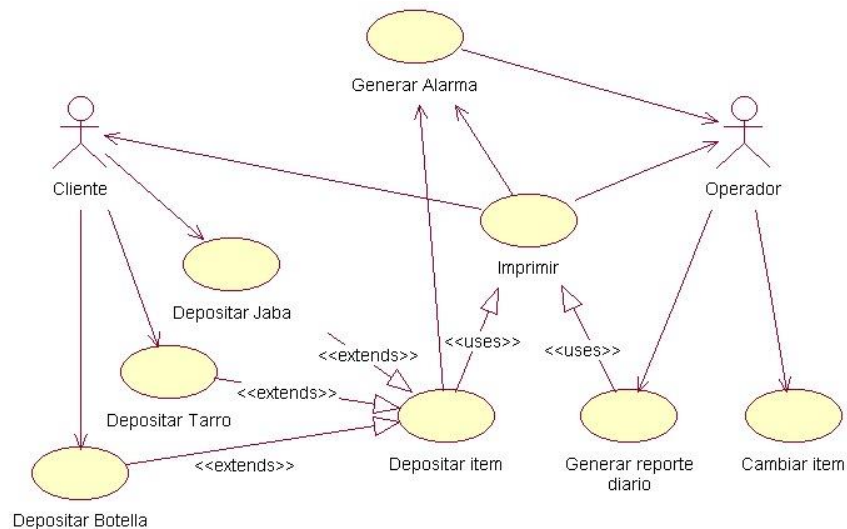 Generar Alarma
Cliente
Operador
Imprimir
Depositar Jaba
<<extends>>
<<uses>>
<<uses>>
<<extends>>
Depositar Tarro
<<extends>>
Depositar item
Generar reporte
diario
Cambiar item
Depositar Botella